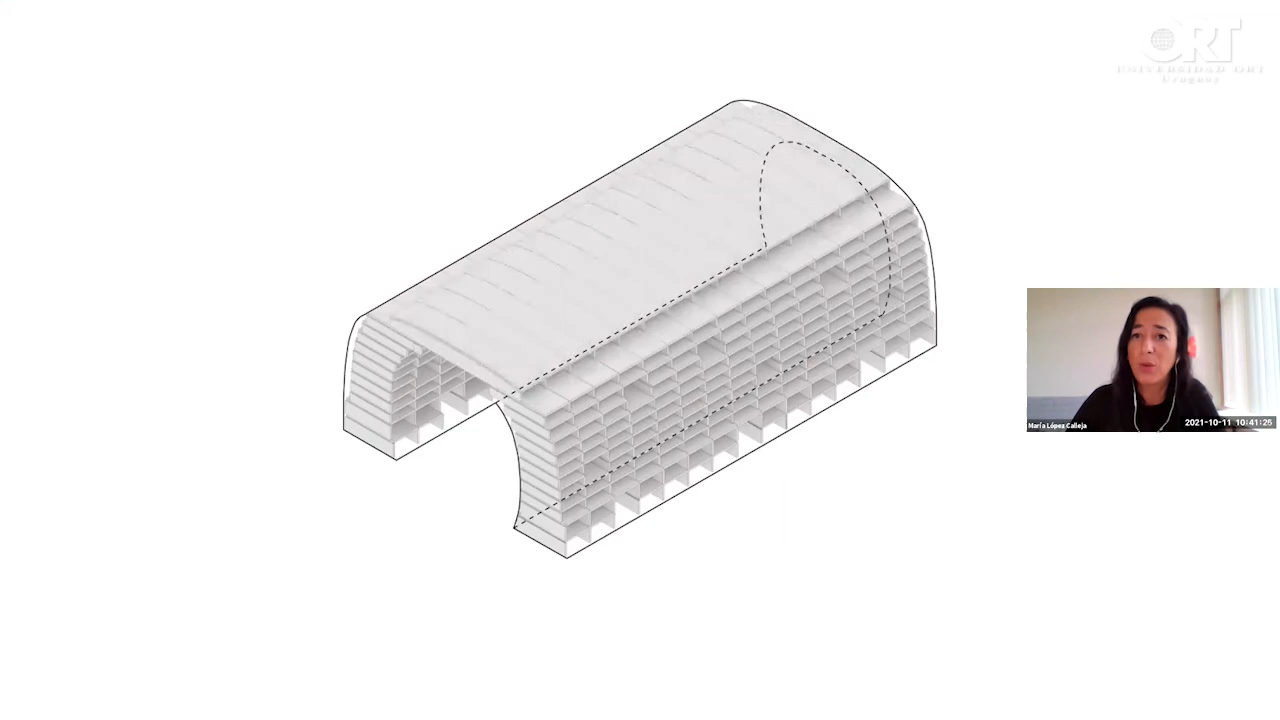 ORT
UNIVERSIDAD ORT
Uruguay
María López Calleja
2021-10-11 10:41:25